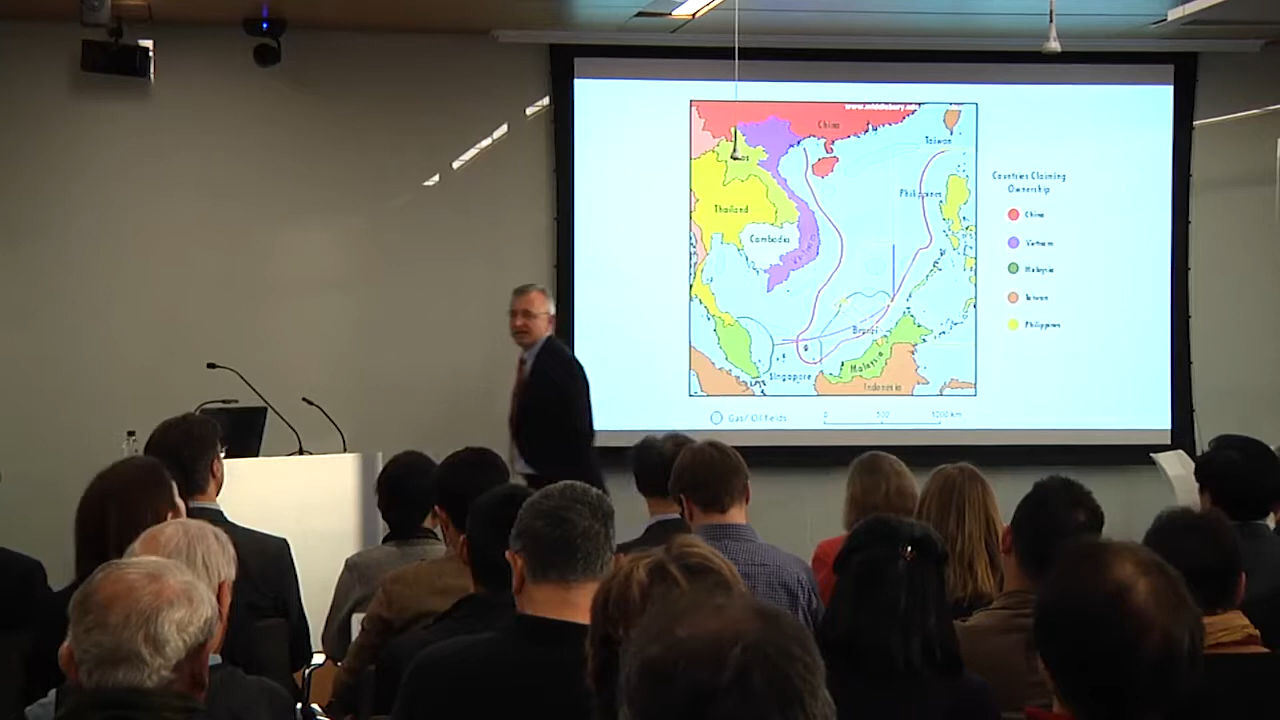 www.middlebury.edu
China
Laos
Taiwan
Thailand
Philippines
Cambodia
Vietnam
Brunei
Malaysia
Singapore
Indonesia
Countries Claiming
Ownership
China
Vietnam
Malaysia
Taiwan
Philippines
Gas/Oil fields
0 500 1000 km